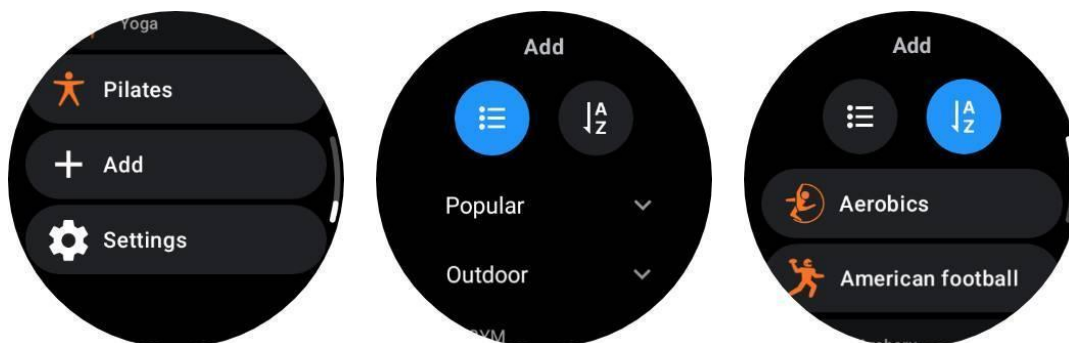 Yoga
Pilates
Add
Settings
Add
A
Z
Popular
Outdoor
Add
A
Z
Aerobics
American football